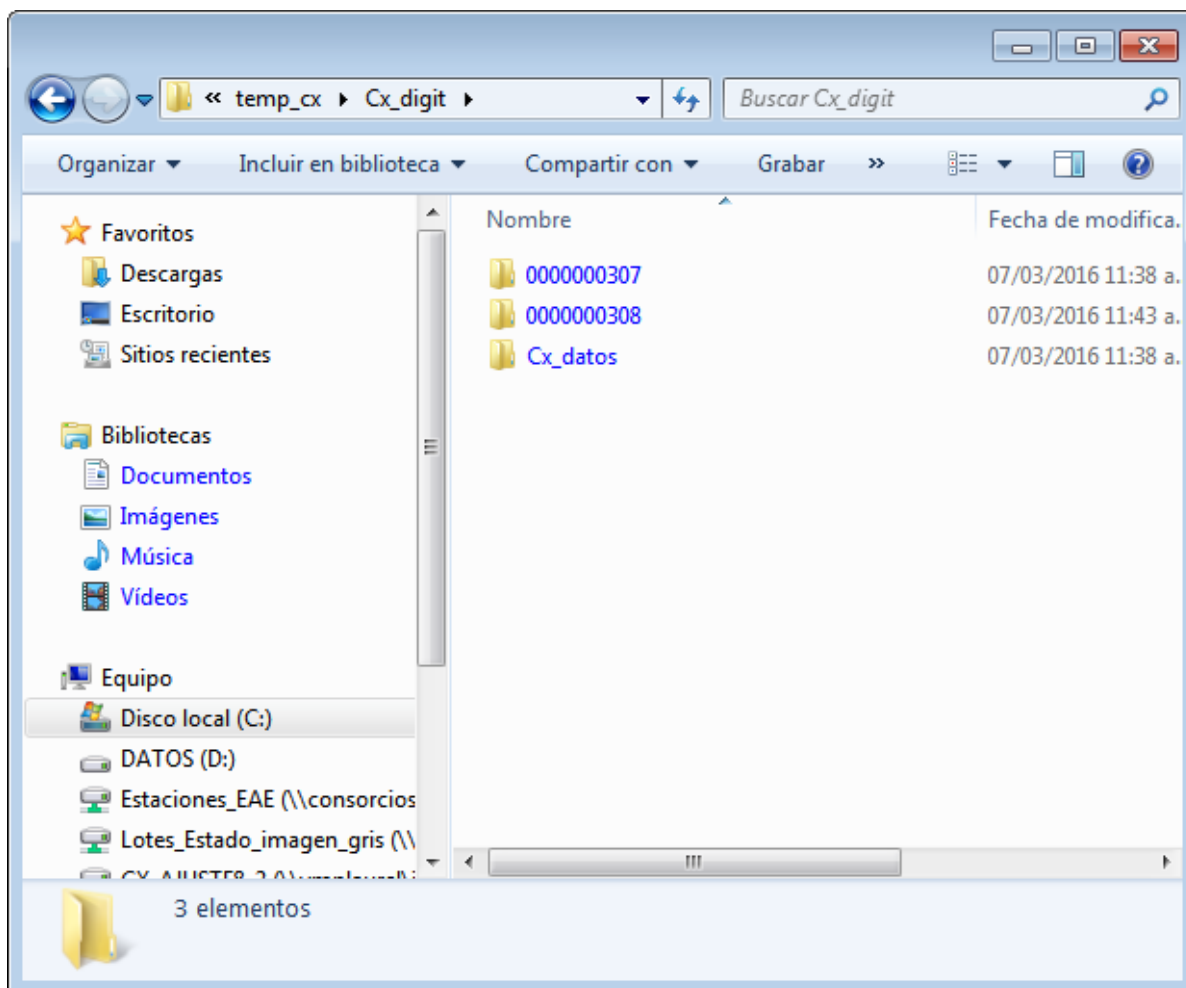 « temp_cx ▸ Cx_digit ▸ Buscar Cx_digit
Organizar Incluir en biblioteca Compartir con Grabar »
Nombre Fecha de modifica.
Favoritos
Descargas
Escritorio
Sitios recientes
Bibliotecas
Documentos
Imágenes
Música
Vídeos
Equipo
Disco local (C:)
DATOS (D:)
Estaciones_EAE (\\consorcios
Lotes_Estado_imagen_gris (\\
0000000307 07/03/2016 11:38 a.
0000000308 07/03/2016 11:43 a.
Cx_datos 07/03/2016 11:38 a.
3 elementos